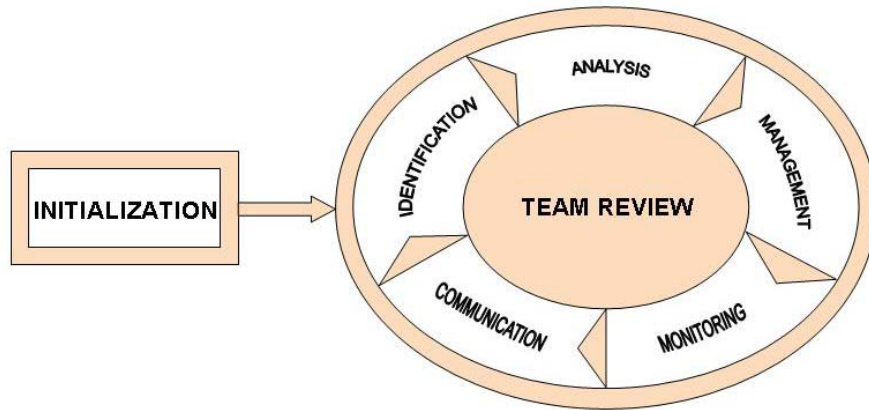 INITIALIZATION
IDENTIFICATION
ANALYSIS
MANAGEMENT
MONITORING
COMMUNICATION
TEAM REVIEW